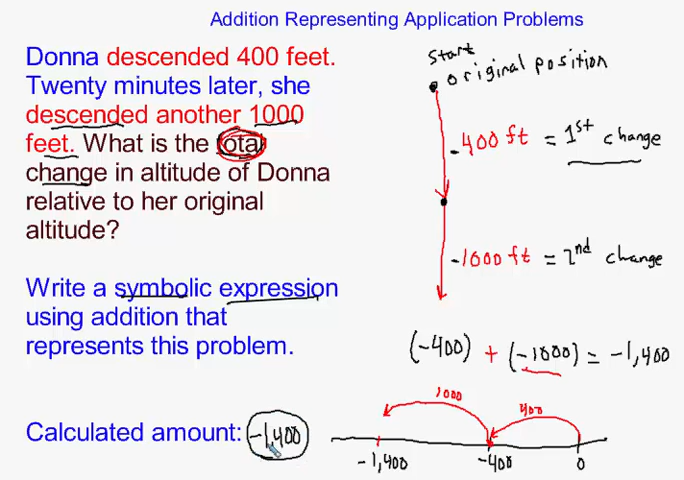 Addition Representing Application Problems
Donna descended 400 feet.
Twenty minutes later, she
descended another 1000
feet. What is the total
change in altitude of Donna
relative to her original
altitude?
Write a symbolic expression
using addition that
represents this problem.
Calculated amount: -1,400
Start
original position
-400 ft = 1st change
-1000 ft = 2nd change
(-400) + (-1000) = -1,400
1000 400
-1,400 -400 0